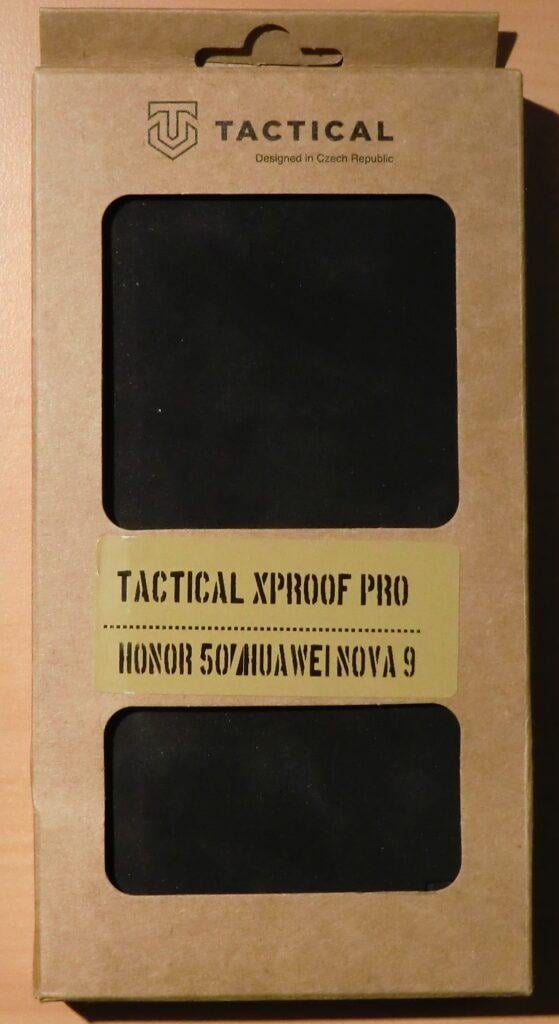 TACTICAL
Designed in Czech Republic
TACTICAL XPROOF PRO
HONOR 50/HUAWEI NOVA 9